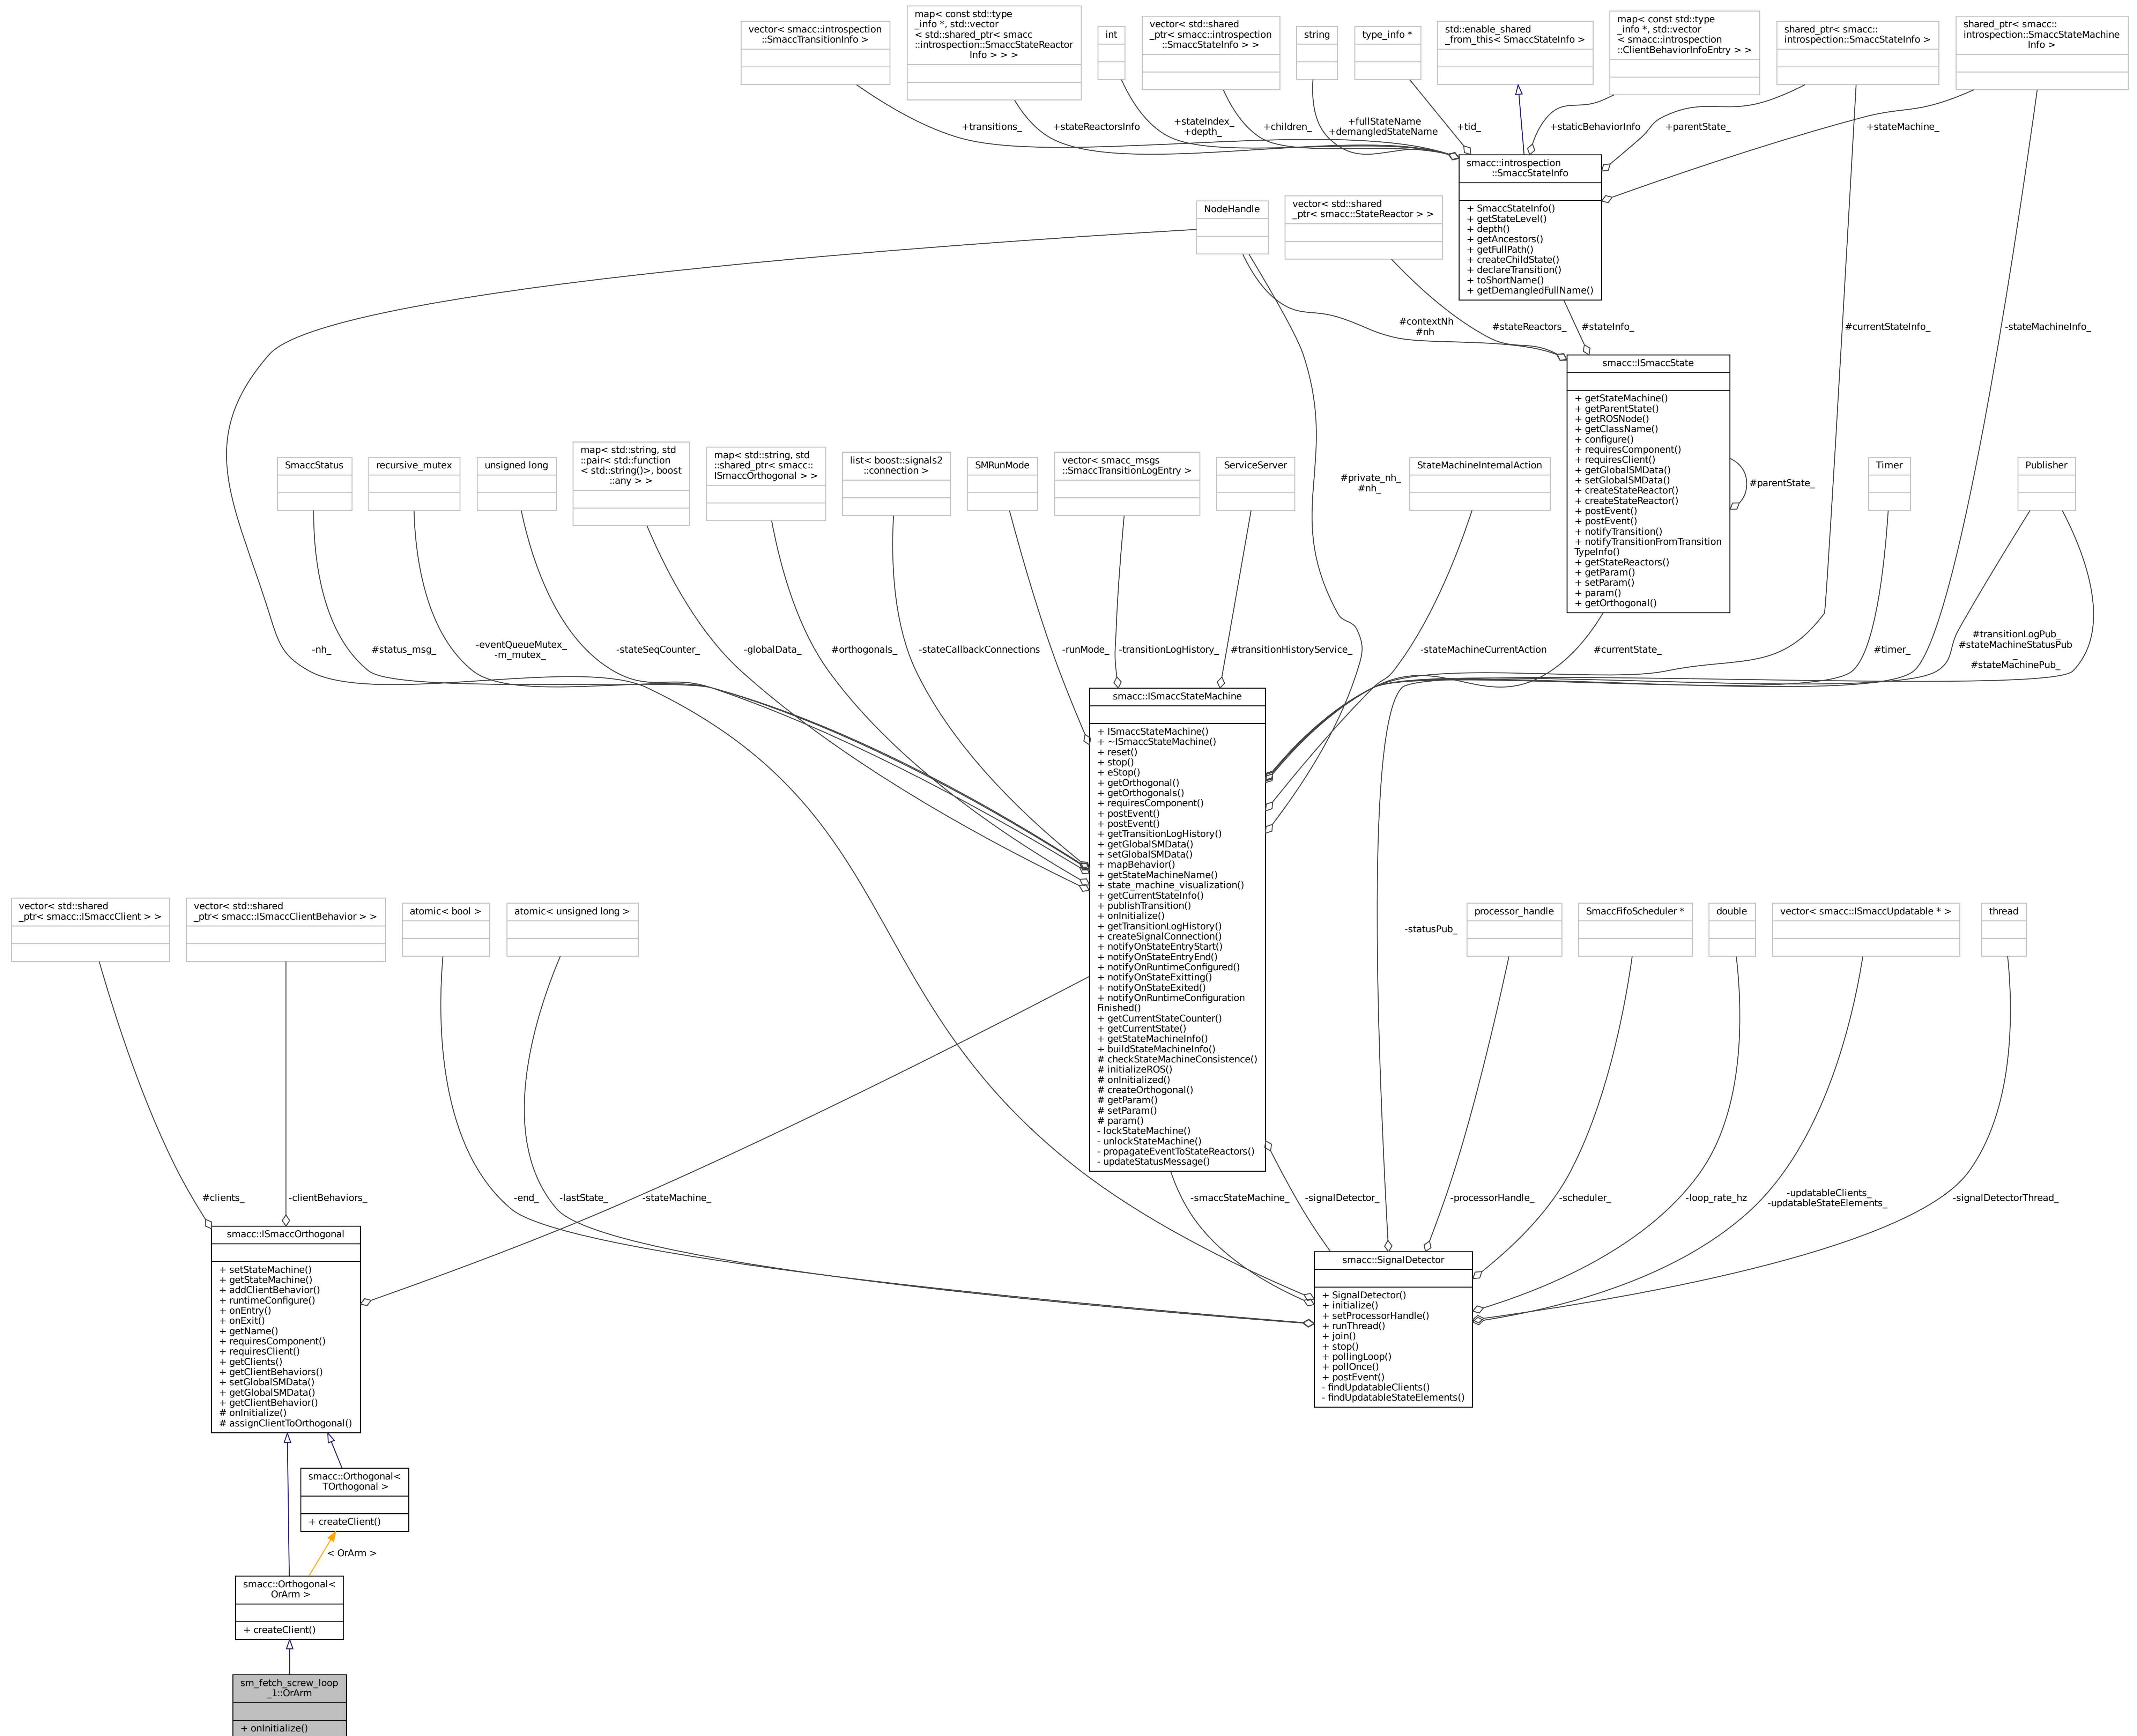 vector< smacc::introspection
::SmaccTransitionInfo >
map< const std::type
_info *, std::vector
< std::shared_ptr< smacc
::introspection::SmaccStateReactor
Info > > >
int
vector< std::shared
_ptr< smacc::introspection
::SmaccStateInfo > >
string
type_info *
std::enable_shared
_from_this< SmaccStateInfo >
map< const std::type
_info *, std::vector
< smacc::introspection
::ClientBehaviorInfoEntry > >
shared_ptr< smacc::
introspection::SmaccStateInfo >
shared_ptr< smacc::
introspection::SmaccStateMachine
Info >
+transitions_
+stateReactorsInfo
+stateIndex_
+depth_
+children_
+fullStateName
+demangledStateName
+tid_
+staticBehaviorInfo
+parentState_
+stateMachine_
smacc::introspection
::SmaccStateInfo
+ SmaccStateInfo()
+ getStateLevel()
+ depth()
+ getAncestors()
+ getFullPath()
+ createChildState()
+ declareTransition()
+ toShortName()
+ getDemangledFullName()
NodeHandle
vector< std::shared
_ptr< smacc::StateReactor > >
#contextNh
#nh
#stateReactors_
#stateInfo_
#currentStateInfo_
-stateMachineInfo_
smacc::ISmaccState
+ getStateMachine()
+ getParentState()
+ getROSNode()
+ getClassName()
+ configure()
+ requiresComponent()
+ requiresClient()
+ getGlobalSMData()
+ setGlobalSMData()
+ createStateReactor()
+ createStateReactor()
+ postEvent()
+ postEvent()
+ notifyTransition()
+ notifyTransitionFromTransition
TypeInfo()
+ getStateReactors()
+ getParam()
+ setParam()
+ param()
+ getOrthogonal()
#parentState_
SmaccStatus
recursive_mutex
unsigned long
map< std::string, std
::pair< std::function
< std::string()>, boost
::any > >
map< std::string, std
::shared_ptr< smacc::
ISmaccOrthogonal > >
list< boost::signals2
::connection >
SMRunMode
vector< smacc_msgs
::SmaccTransitionLogEntry >
ServiceServer
#private_nh_
#nh_
StateMachineInternalAction
Timer
Publisher
-nh_
#status_msg_
-eventQueueMutex_
-m_mutex_
-stateSeqCounter_
-globalData_
#orthogonals_
-stateCallbackConnections
-runMode_
-transitionLogHistory_
#transitionHistoryService_
-stateMachineCurrentAction
#currentState_
#timer_
#transitionLogPub_
#stateMachineStatusPub
_
#stateMachinePub_
smacc::ISmaccStateMachine
+ ISmaccStateMachine()
+ ~ISmaccStateMachine()
+ reset()
+ stop()
+ eStop()
+ getOrthogonal()
+ getOrthogonals()
+ requiresComponent()
+ postEvent()
+ postEvent()
+ getTransitionLogHistory()
+ getGlobalSMData()
+ setGlobalSMData()
+ mapBehavior()
+ getStateMachineName()
+ state_machine_visualization()
+ getCurrentStateInfo()
+ publishTransition()
+ onInitialize()
+ getTransitionLogHistory()
+ createSignalConnection()
+ notifyOnStateEntryStart()
+ notifyOnStateEntryEnd()
+ notifyOnRuntimeConfigured()
+ notifyOnStateExitting()
+ notifyOnStateExited()
+ notifyOnRuntimeConfiguration
Finished()
+ getCurrentStateCounter()
+ getCurrentState()
+ getStateMachineInfo()
+ buildStateMachineInfo()
# checkStateMachineConsistence()
# initializeROS()
# onInitialized()
# createOrthogonal()
# getParam()
# setParam()
# param()
- lockStateMachine()
- unlockStateMachine()
- propagateEventToStateReactors()
- updateStatusMessage()
vector< std::shared
_ptr< smacc::ISmaccClient > >
vector< std::shared
_ptr< smacc::ISmaccClientBehavior > >
atomic< bool >
atomic< unsigned long >
-statusPub_
processor_handle
SmaccFifoScheduler *
double
vector< smacc::ISmaccUpdatable * >
thread
#clients_
-clientBehaviors_
-end_
-lastState_
-stateMachine_
-smaccStateMachine_
-signalDetector_
-processorHandle_
-scheduler_
-loop_rate_hz
-updatableClients_
-updatableStateElements_
-signalDetectorThread_
smacc::ISmaccOrthogonal
+ setStateMachine()
+ getStateMachine()
+ addClientBehavior()
+ runtimeConfigure()
+ onEntry()
+ onExit()
+ getName()
+ requiresComponent()
+ requiresClient()
+ getClients()
+ getClientBehaviors()
+ setGlobalSMData()
+ getGlobalSMData()
+ getClientBehavior()
# onInitialize()
# assignClientToOrthogonal()
smacc::SignalDetector
+ SignalDetector()
+ initialize()
+ setProcessorHandle()
+ runThread()
+ join()
+ stop()
+ pollingLoop()
+ pollOnce()
+ postEvent()
- findUpdatableClients()
- findUpdatableStateElements()
smacc::Orthogonal<
TOrthogonal >
+ createClient()
< OrArm >
smacc::Orthogonal<
OrArm >
+ createClient()
sm_fetch_screw_loop
_1::OrArm
+ onInitialize()